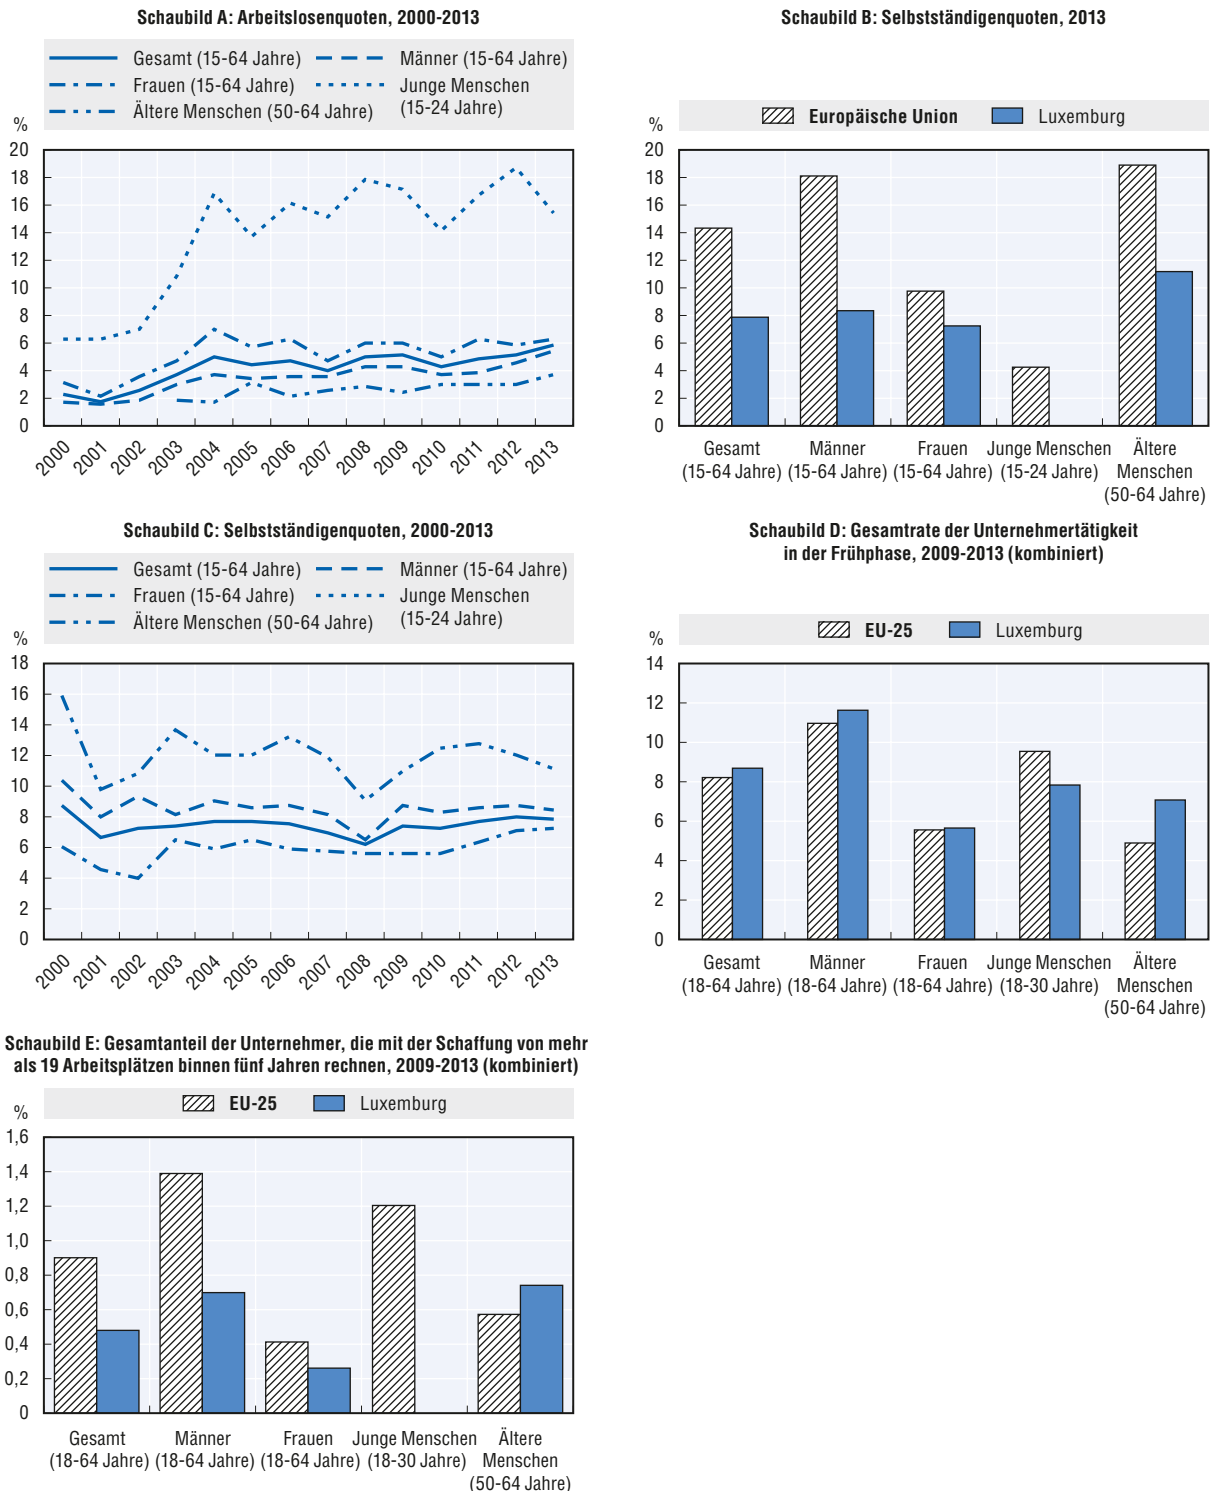 Schaubild A: Arbeitslosenquoten, 2000-2013
Gesamt (15-64 Jahre)
Männer (15-64 Jahre)
Frauen (15-64 Jahre)
Junge Menschen
(15-24 Jahre)
Ältere Menschen (50-64 Jahre)
%
20
18
16
14
12
10
8
6
4
2
0
2000 2001 2002 2003 2004 2005 2006 2007 2008 2009 2010 2011 2012 2013
Schaubild B: Selbstständigenquoten, 2013
Europäische Union
Luxemburg
%
20
18
16
14
12
10
8
6
4
2
0
Gesamt
(15-64 Jahre)
Männer
(15-64 Jahre)
Frauen
(15-64 Jahre)
Junge Menschen
(15-24 Jahre)
Ältere
Menschen
(50-64 Jahre)
Schaubild C: Selbstständigenquoten, 2000-2013
Gesamt (15-64 Jahre)
Männer (15-64 Jahre)
Frauen (15-64 Jahre)
Junge Menschen
(15-24 Jahre)
Ältere Menschen (50-64 Jahre)
%
18
16
14
12
10
8
6
4
2
0
2000 2001 2002 2003 2004 2005 2006 2007 2008 2009 2010 2011 2012 2013
Schaubild D: Gesamtrate der Unternehmertätigkeit
in der Frühphase, 2009-2013 (kombiniert)
EU-25
Luxemburg
%
14
12
10
8
6
4
2
0
Gesamt
(18-64 Jahre)
Männer
(18-64 Jahre)
Frauen
(18-64 Jahre)
Junge Menschen
(18-30 Jahre)
Ältere
Menschen
(50-64 Jahre)
Schaubild E: Gesamtanteil der Unternehmer, die mit der Schaffung von mehr
als 19 Arbeitsplätzen binnen fünf Jahren rechnen, 2009-2013 (kombiniert)
EU-25
Luxemburg
%
1,6
1,4
1,2
1,0
0,8
0,6
0,4
0,2
0
Gesamt
(18-64 Jahre)
Männer
(18-64 Jahre)
Frauen
(18-64 Jahre)
Junge Menschen
(18-30 Jahre)
Ältere
Menschen
(50-64 Jahre)